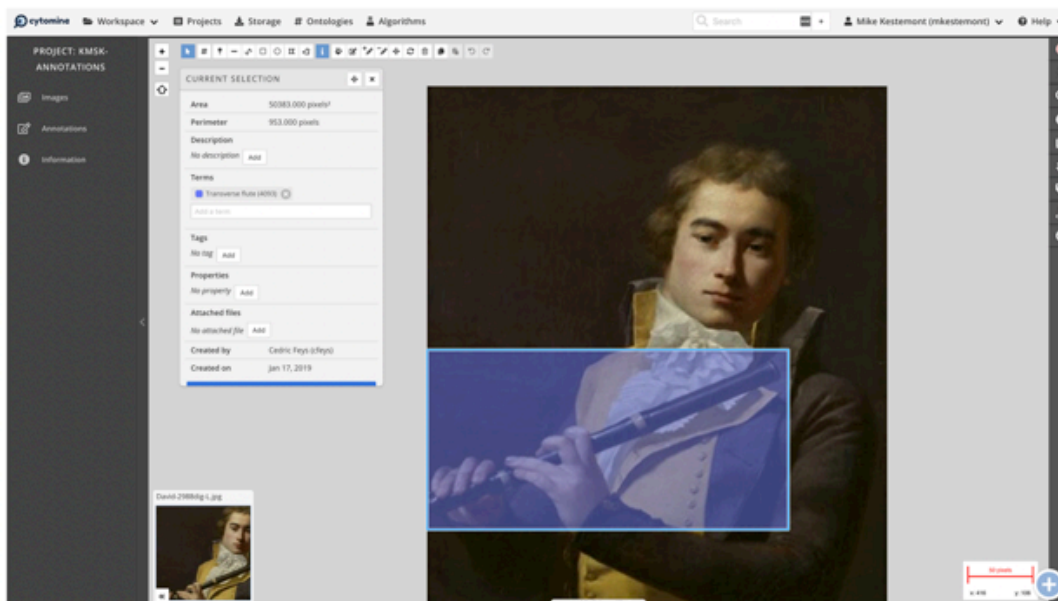 cytomine Workspace Projects Storage Ontologies Algorithms Search Mike Kestemont (mkestemont) Help
PROJECT: KMSK-
ANNOTATIONS
Images
Annotations
Information
CURRENT SELECTION
Area 50383.000 pixels²
Perimeter 953.000 pixels
Description
No description Add
Terms
Transverse flute (4093)
Add a term
Tags
No tag Add
Properties
No property Add
Attached files
No attached file Add
Created by Cedric Feys (cfeys)
Created on Jan 17, 2019
David-2988dig-L.jpg
50 pixels